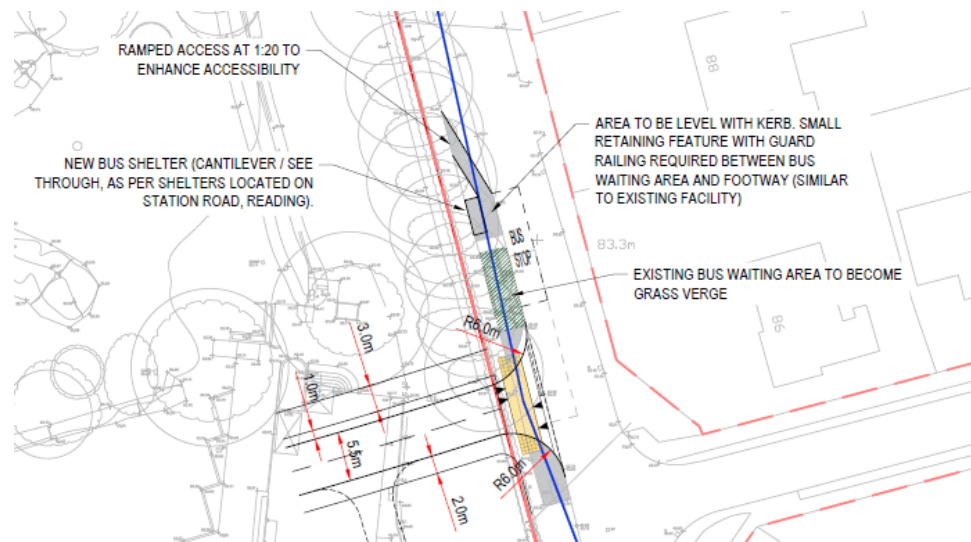 RAMPED ACCESS AT 1:20 TO
ENHANCE ACCESSIBILITY
NEW BUS SHELTER (CANTILEVER / SEE
THROUGH, AS PER SHELTERS LOCATED ON
STATION ROAD, READING).
AREA TO BE LEVEL WITH KERB. SMALL
RETAINING FEATURE WITH GUARD
RAILING REQUIRED BETWEEN BUS
WAITING AREA AND FOOTWAY (SIMILAR
TO EXISTING FACILITY)
88
BUS
STOP
83.3m
EXISTING BUS WAITING AREA TO BECOME
GRASS VERGE
86
R6.0m
3.0m
1.0m
5.5m
2.0m
R6.0m